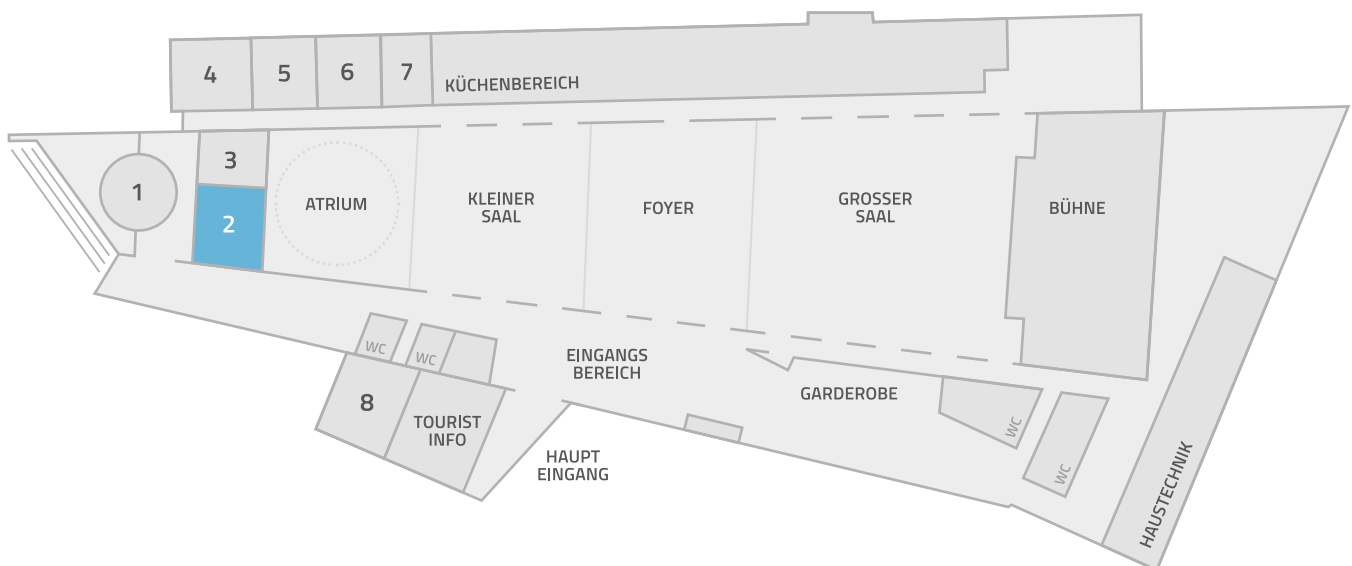 4
5
6
7
KÜCHENBEREICH
3
1
2
ATRIUM
KLEINER
SAAL
FOYER
GROSSER
SAAL
BÜHNE
WC
WC
EINGANGS
BEREICH
GARDEROBE
8
TOURIST
INFO
WC
HAUPT
EINGANG
WC
HAUSTECHNIK